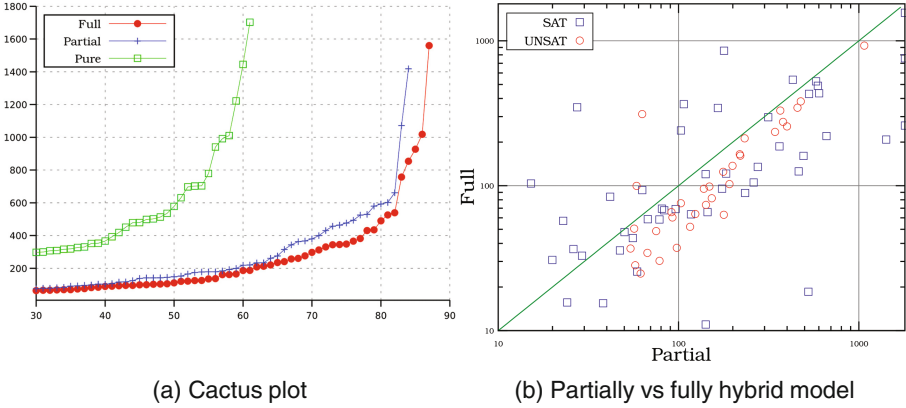 1800
1600
1400
1200
1000
800
600
400
200
30 40 50 60 70 80 90
Full
Partial
Pure
(a) Cactus plot
1000
100
10
10 100 1000
Full
Partial
SAT
UNSAT
(b) Partially vs fully hybrid model